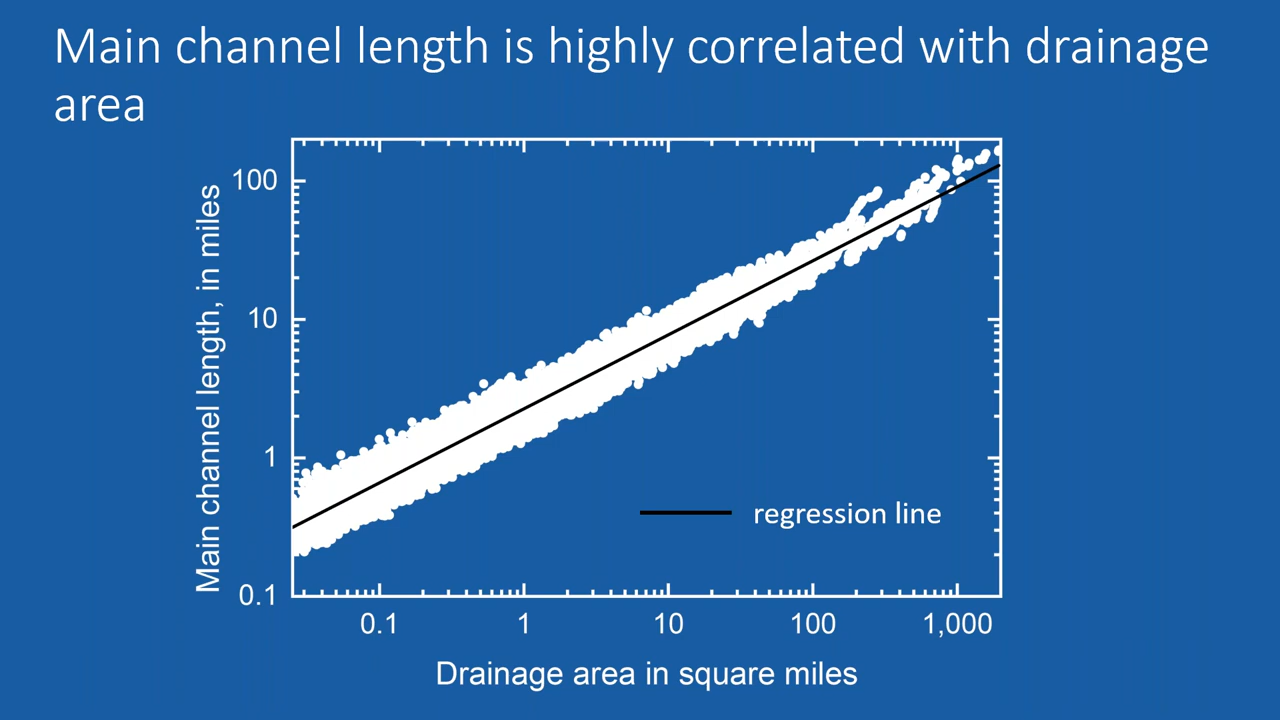 Main channel length is highly correlated with drainage
area
Main channel length, in miles
100
10
1
0.1
regression line
0.1
1
10
100
1,000
Drainage area in square miles